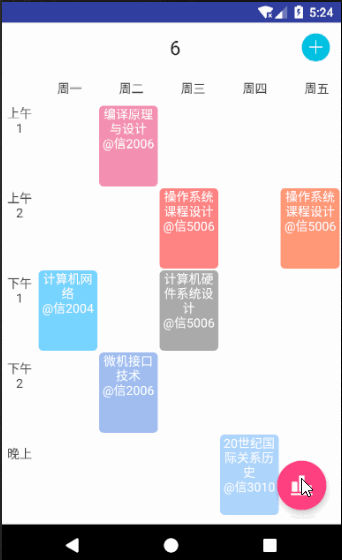 5:24
6
周一 周二 周三 周四 周五
上午
1
编译原理
与设计
@信2006
上午
2
操作系统
课程设计
@信5006
操作系统
课程设计
@信5006
下午
1
计算机网
络
@信2004
计算机硬
件系统设
计
@信5006
下午
2
微机接口
技术
@信2006
晚上
20世纪国
际关系历
史
@信3010